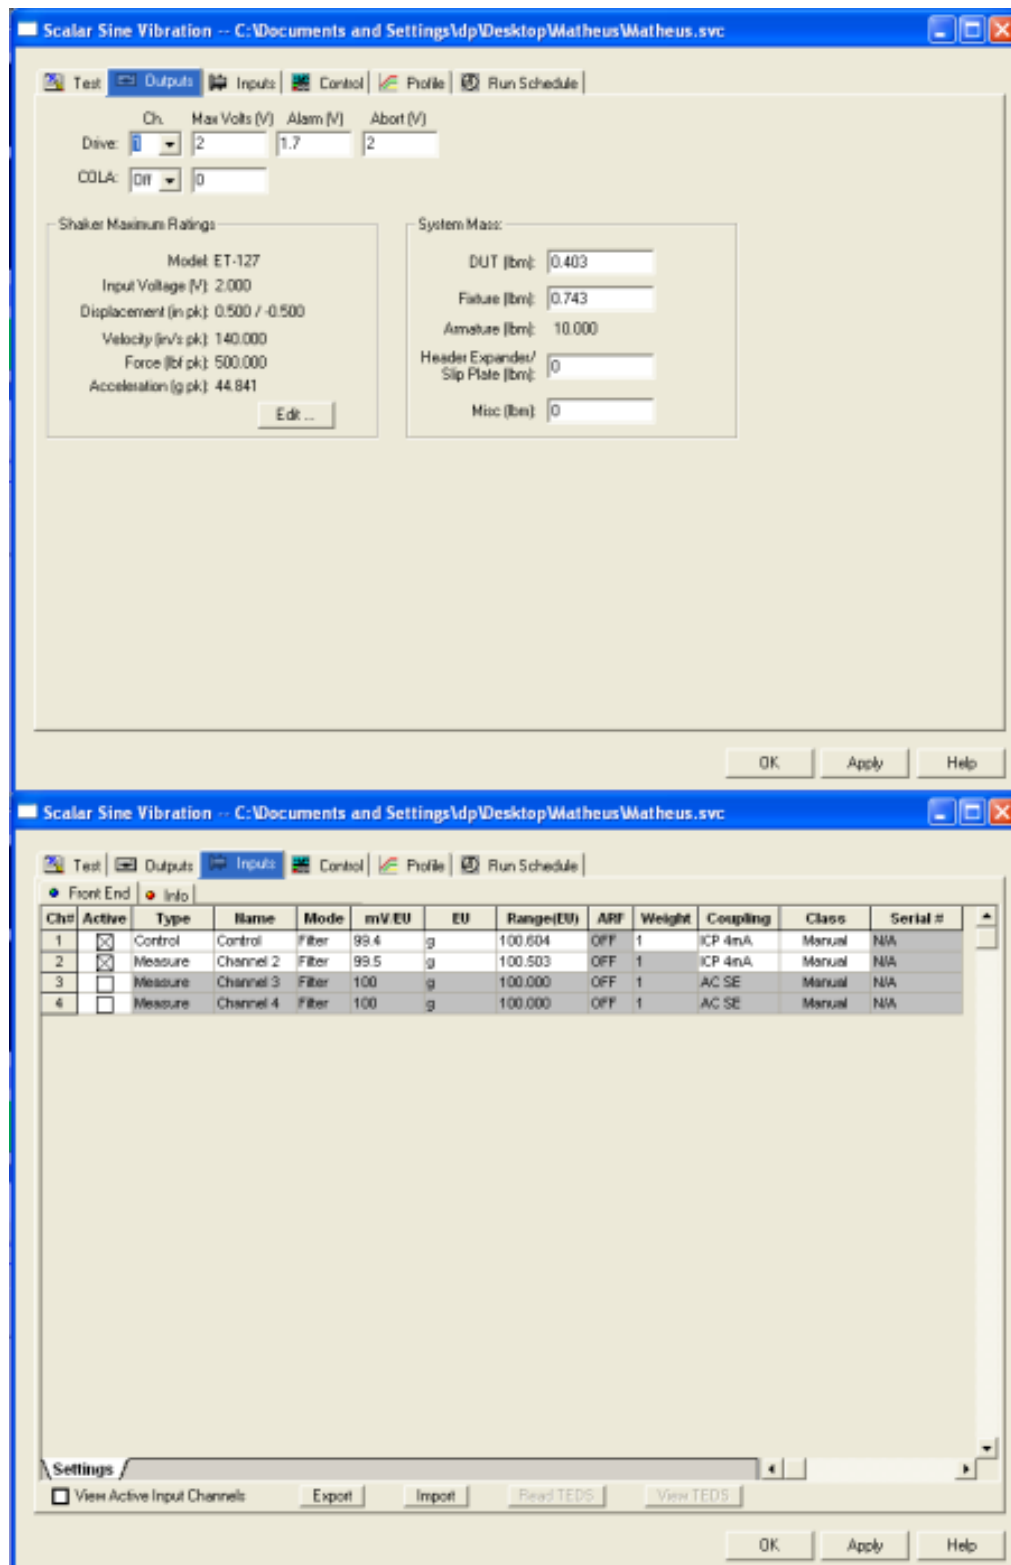 Scalar Sine Vibration -- C:\Documents and Settings\dp\Desktop\Matheus\Matheus.svc
Test Outputs Inputs Control Profile Run Schedule
Ch. Max Volts (V) Alarm (V) Abort (V)
Drive: 1 2 1.7 2
COLA: Off 0
Shaker Maximum Ratings
Model: ET-127
Input Voltage (V): 2.000
Displacement (in pk): 0.500 / -0.500
Velocity (in/s pk): 140.000
Force (lbf pk): 500.000
Acceleration (g pk): 44.841
Edit ...
System Mass:
DUT (lbm): 0.403
Fixture (lbm): 0.743
Armature (lbm): 10.000
Header Expander/
Slip Plate (lbm): 0
Misc (lbm): 0
OK Apply Help
Scalar Sine Vibration -- C:\Documents and Settings\dp\Desktop\Matheus\Matheus.svc
Test Outputs Inputs Control Profile Run Schedule
Front End Info
Ch# Active Type Name Mode mV/EU EU Range(EU) ARF Weight Coupling Class Serial #
1 Control Control Filter 99.4 g 100.604 OFF 1 ICP 4mA Manual N/A
2 Measure Channel 2 Filter 99.5 g 100.503 OFF 1 ICP 4mA Manual N/A
3 Measure Channel 3 Filter 100 g 100.000 OFF 1 AC SE Manual N/A
4 Measure Channel 4 Filter 100 g 100.000 OFF 1 AC SE Manual N/A
Settings
View Active Input Channels Export Import Read TEDS View TEDS
OK Apply Help